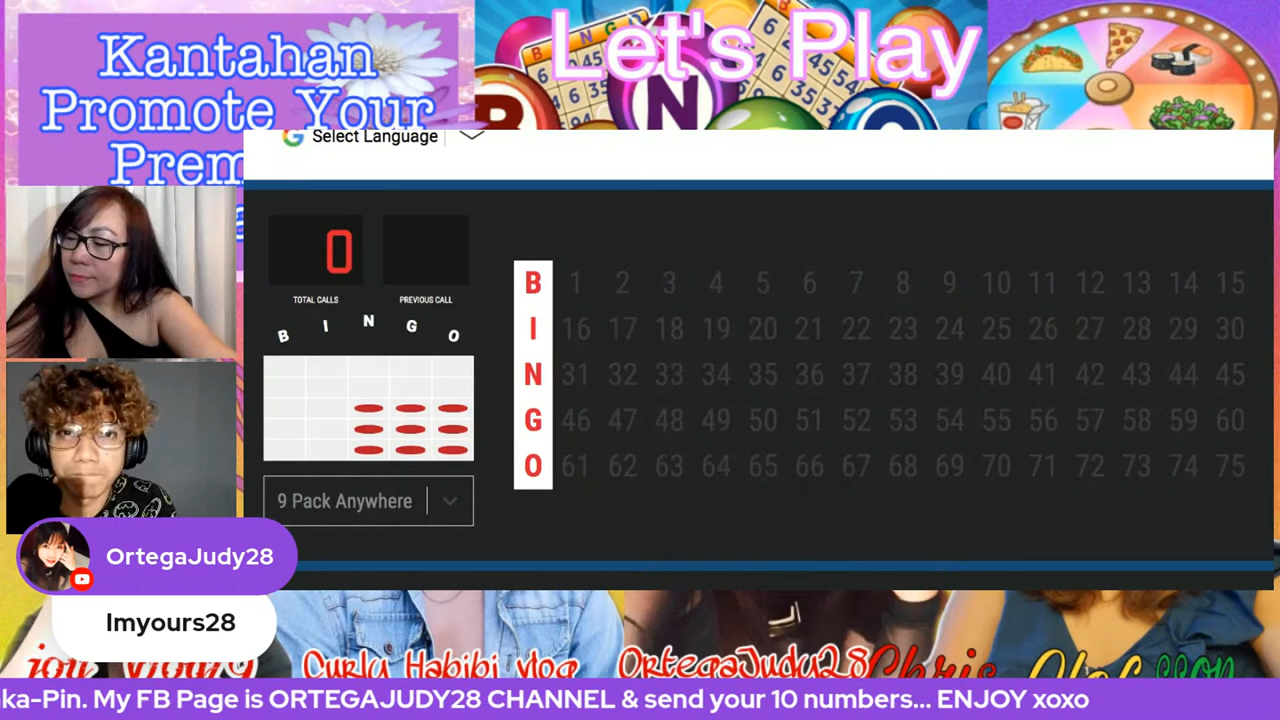 Kantahan
Promote Your
Prem
Let's Play
B
N
Select Language
0
TOTAL CALLS
PREVIOUS CALL
B I N G O
9 Pack Anywhere
B 1 2 3 4 5 6 7 8 9 10 11 12 13 14 15
I 16 17 18 19 20 21 22 23 24 25 26 27 28 29 30
N 31 32 33 34 35 36 37 38 39 40 41 42 43 44 45
G 46 47 48 49 50 51 52 53 54 55 56 57 58 59 60
O 61 62 63 64 65 66 67 68 69 70 71 72 73 74 75
OrtegaJudy28
Imyours28
Curly Habibi vlog
OrtegaJudy28
Chris
ka-Pin. My FB Page is ORTEGAJUDY28 CHANNEL & send your 10 numbers... ENJOY xoxo